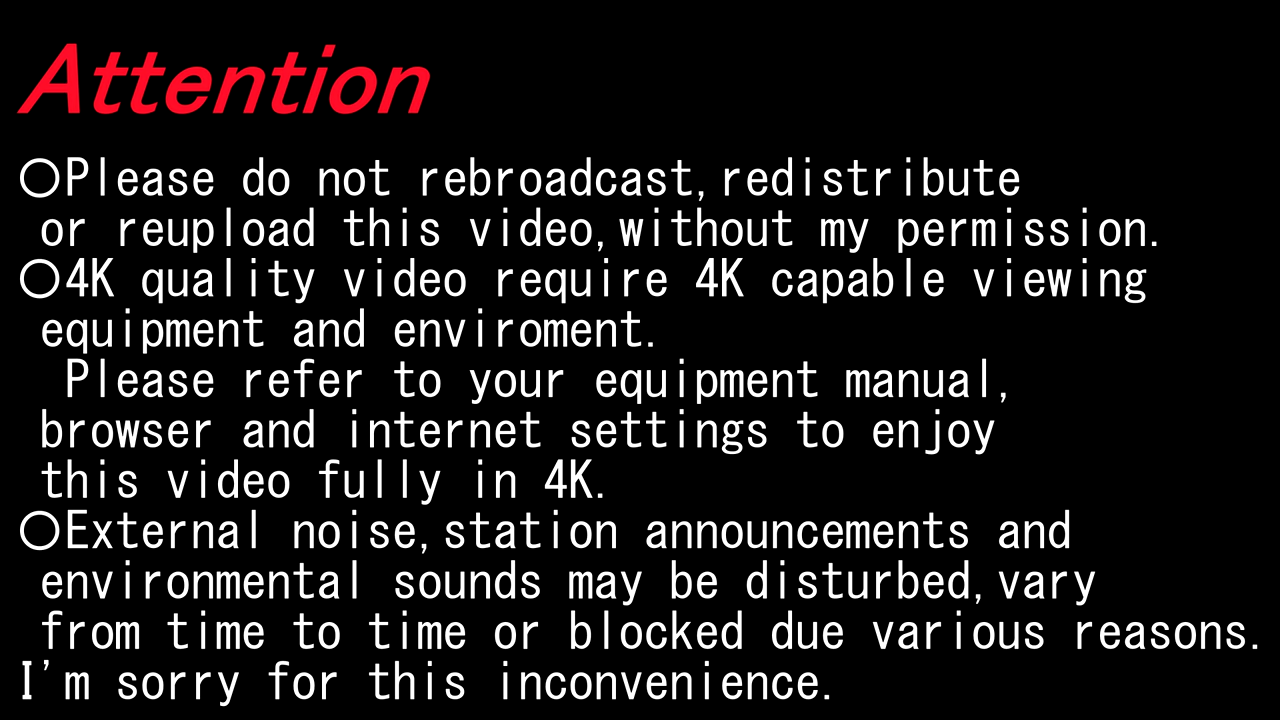 Attention
〇Please do not rebroadcast,redistribute
or reupload this video,without my permission.
〇4K quality video require 4K capable viewing
equipment and enviroment.
Please refer to your equipment manual,
browser and internet settings to enjoy
this video fully in 4K.
〇External noise,station announcements and
environmental sounds may be disturbed,vary
from time to time or blocked due various reasons.
I'm sorry for this inconvenience.